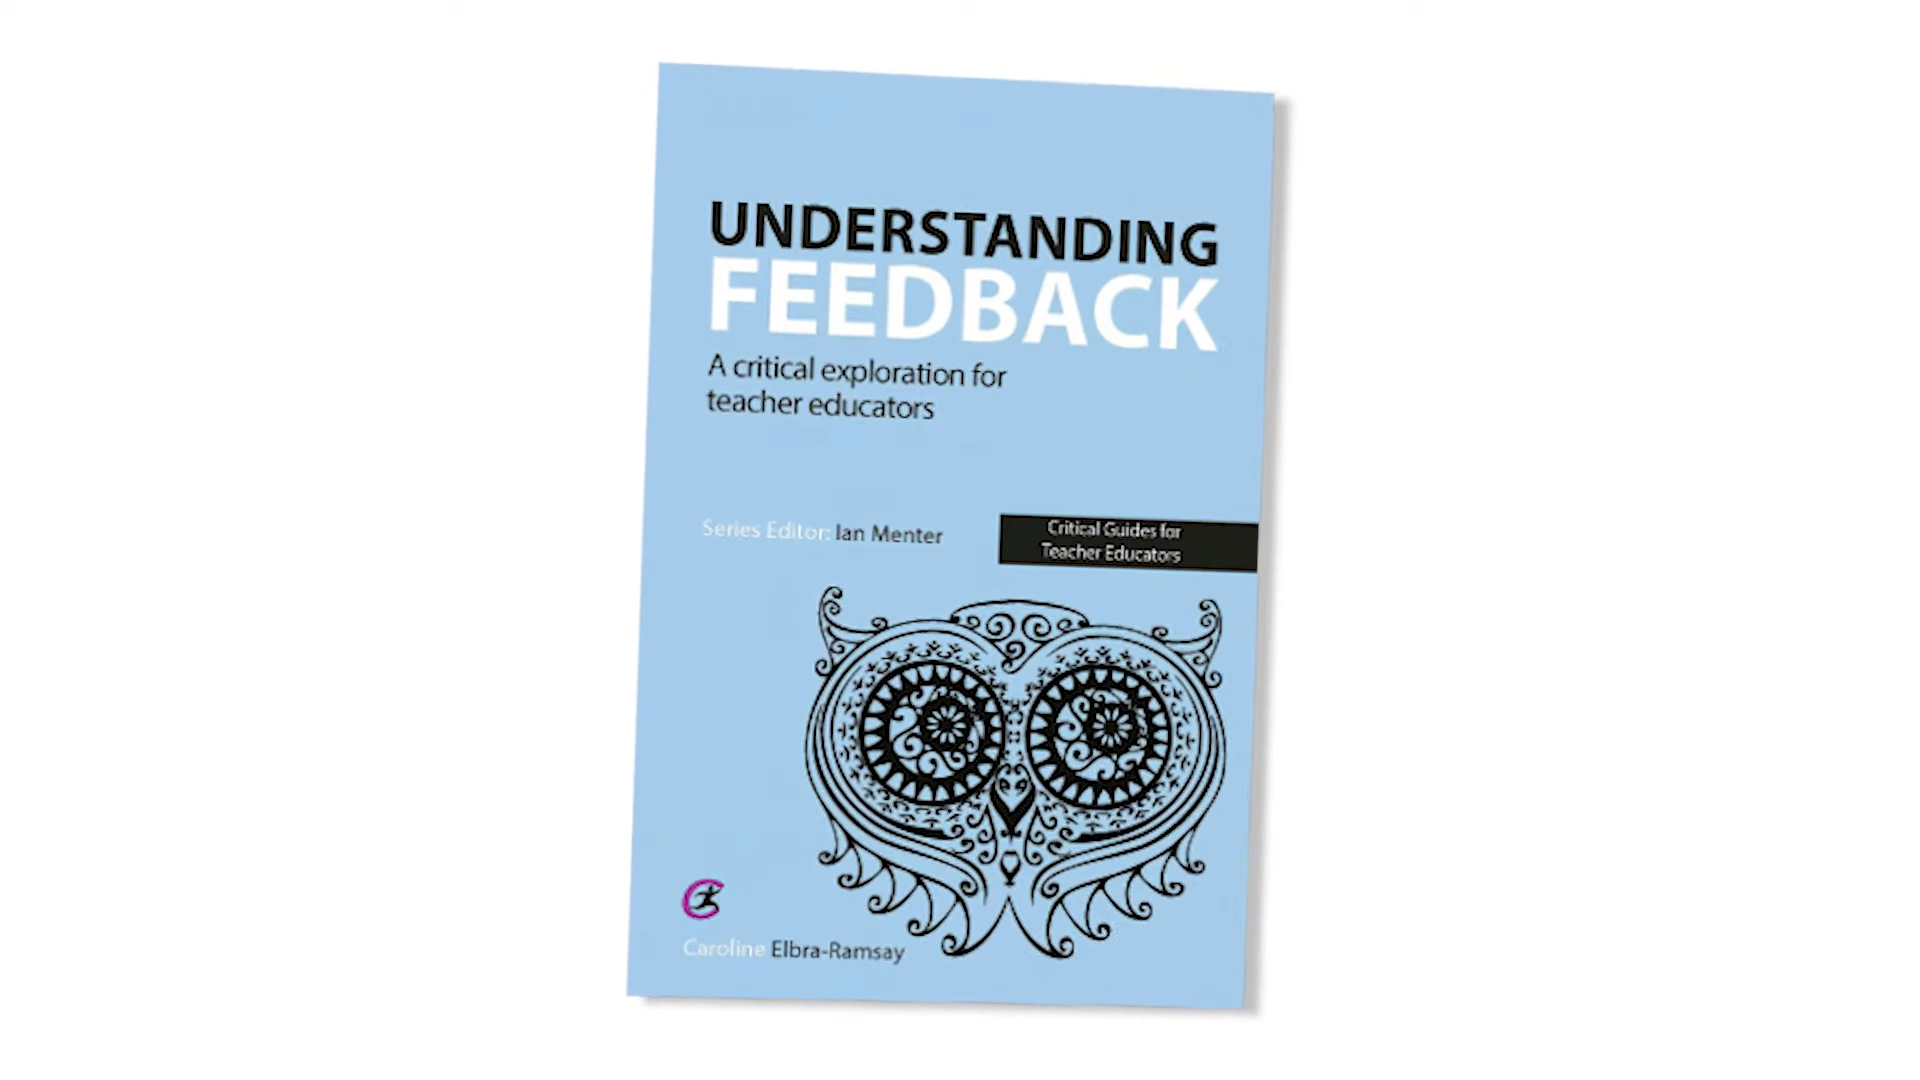 UNDERSTANDING
FEEDBACK
A critical exploration for
teacher educators
Series Editor: Ian Menter
Critical Guides for
Teacher Educators
Caroline Elbra-Ramsay